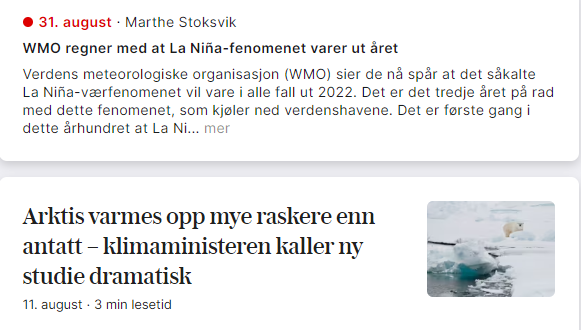 31. august · Marthe Stoksvik
WMO regner med at La Niña-fenomenet varer ut året
Verdens meteorologiske organisasjon (WMO) sier de nå spår at det såkalte
La Niña-værfenomenet vil vare i alle fall ut 2022. Det er det tredje året på rad
med dette fenomenet, som kjøler ned verdenshavene. Det er første gang i
dette århundret at La Ni... mer
Arktis varmes opp mye raskere enn
antatt – klimaministeren kaller ny
studie dramatisk
11. august · 3 min lesetid